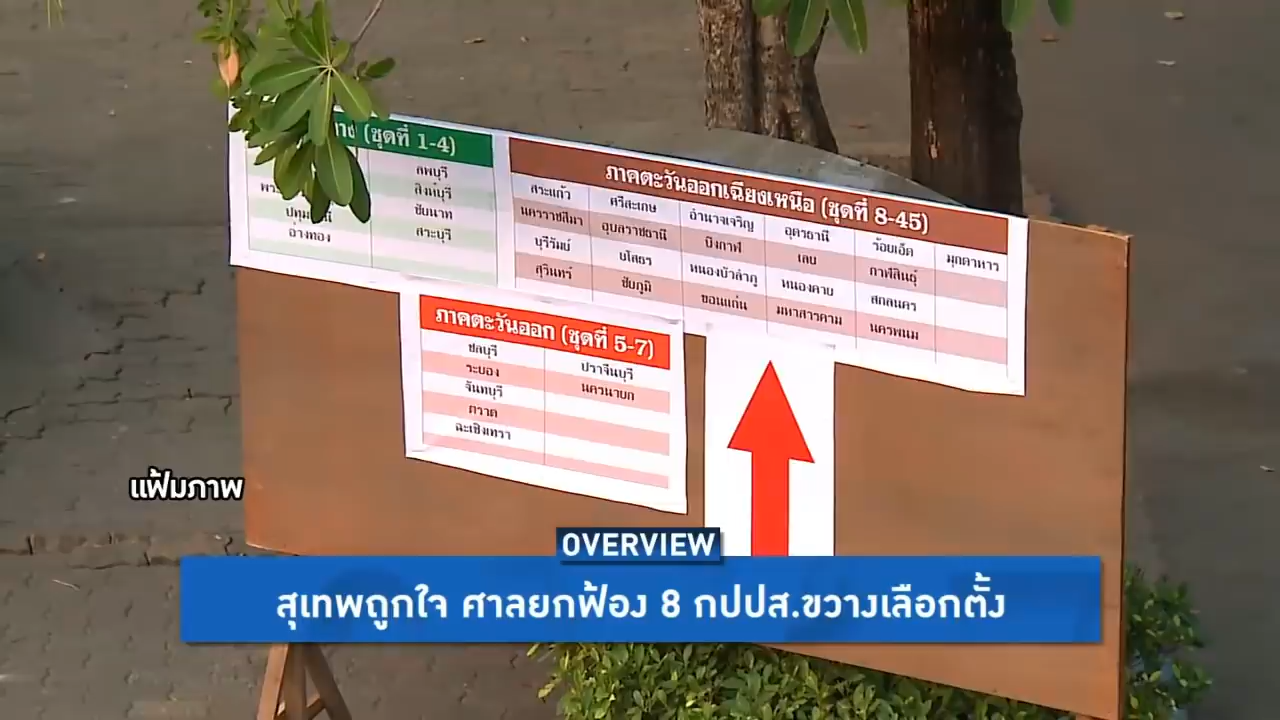 าง (ชุดที่ 1-4)
ลพบุรี
สิงห์บุรี
ชัยนาท
อ่างทอง สระบุรี
ภาคตะวันออกเฉียงเหนือ (ชุดที่ 8-45)
สระแก้ว ศรีสะเกษ อำนาจเจริญ อุดรธานี ร้อยเอ็ด มุกดาหาร
นครราชสีมา อุบลราชธานี บึงกาฬ เลย กาฬสินธุ์
บุรีรัมย์ ยโสธร หนองบัวลำภู หนองคาย สกลนคร
สุรินทร์ ชัยภูมิ ขอนแก่น มหาสารคาม นครพนม
ภาคตะวันออก (ชุดที่ 5-7)
ชลบุรี ปราจีนบุรี
ระยอง นครนายก
จันทบุรี
ตราด
ฉะเชิงเทรา
แฟ้มภาพ
OVERVIEW
สุเทพถูกใจ ศาลยกฟ้อง 8 กปปส.ขวางเลือกตั้ง